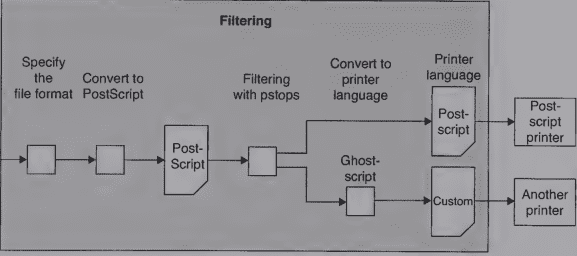 Filtering
Specify
the
file format
Convert to
PostScript
Filtering
with pstops
Convert to
printer
language
Printer
language
Post-
Script
Ghost-
script
Post-
script
Custom
Post-
script
printer
Another
printer